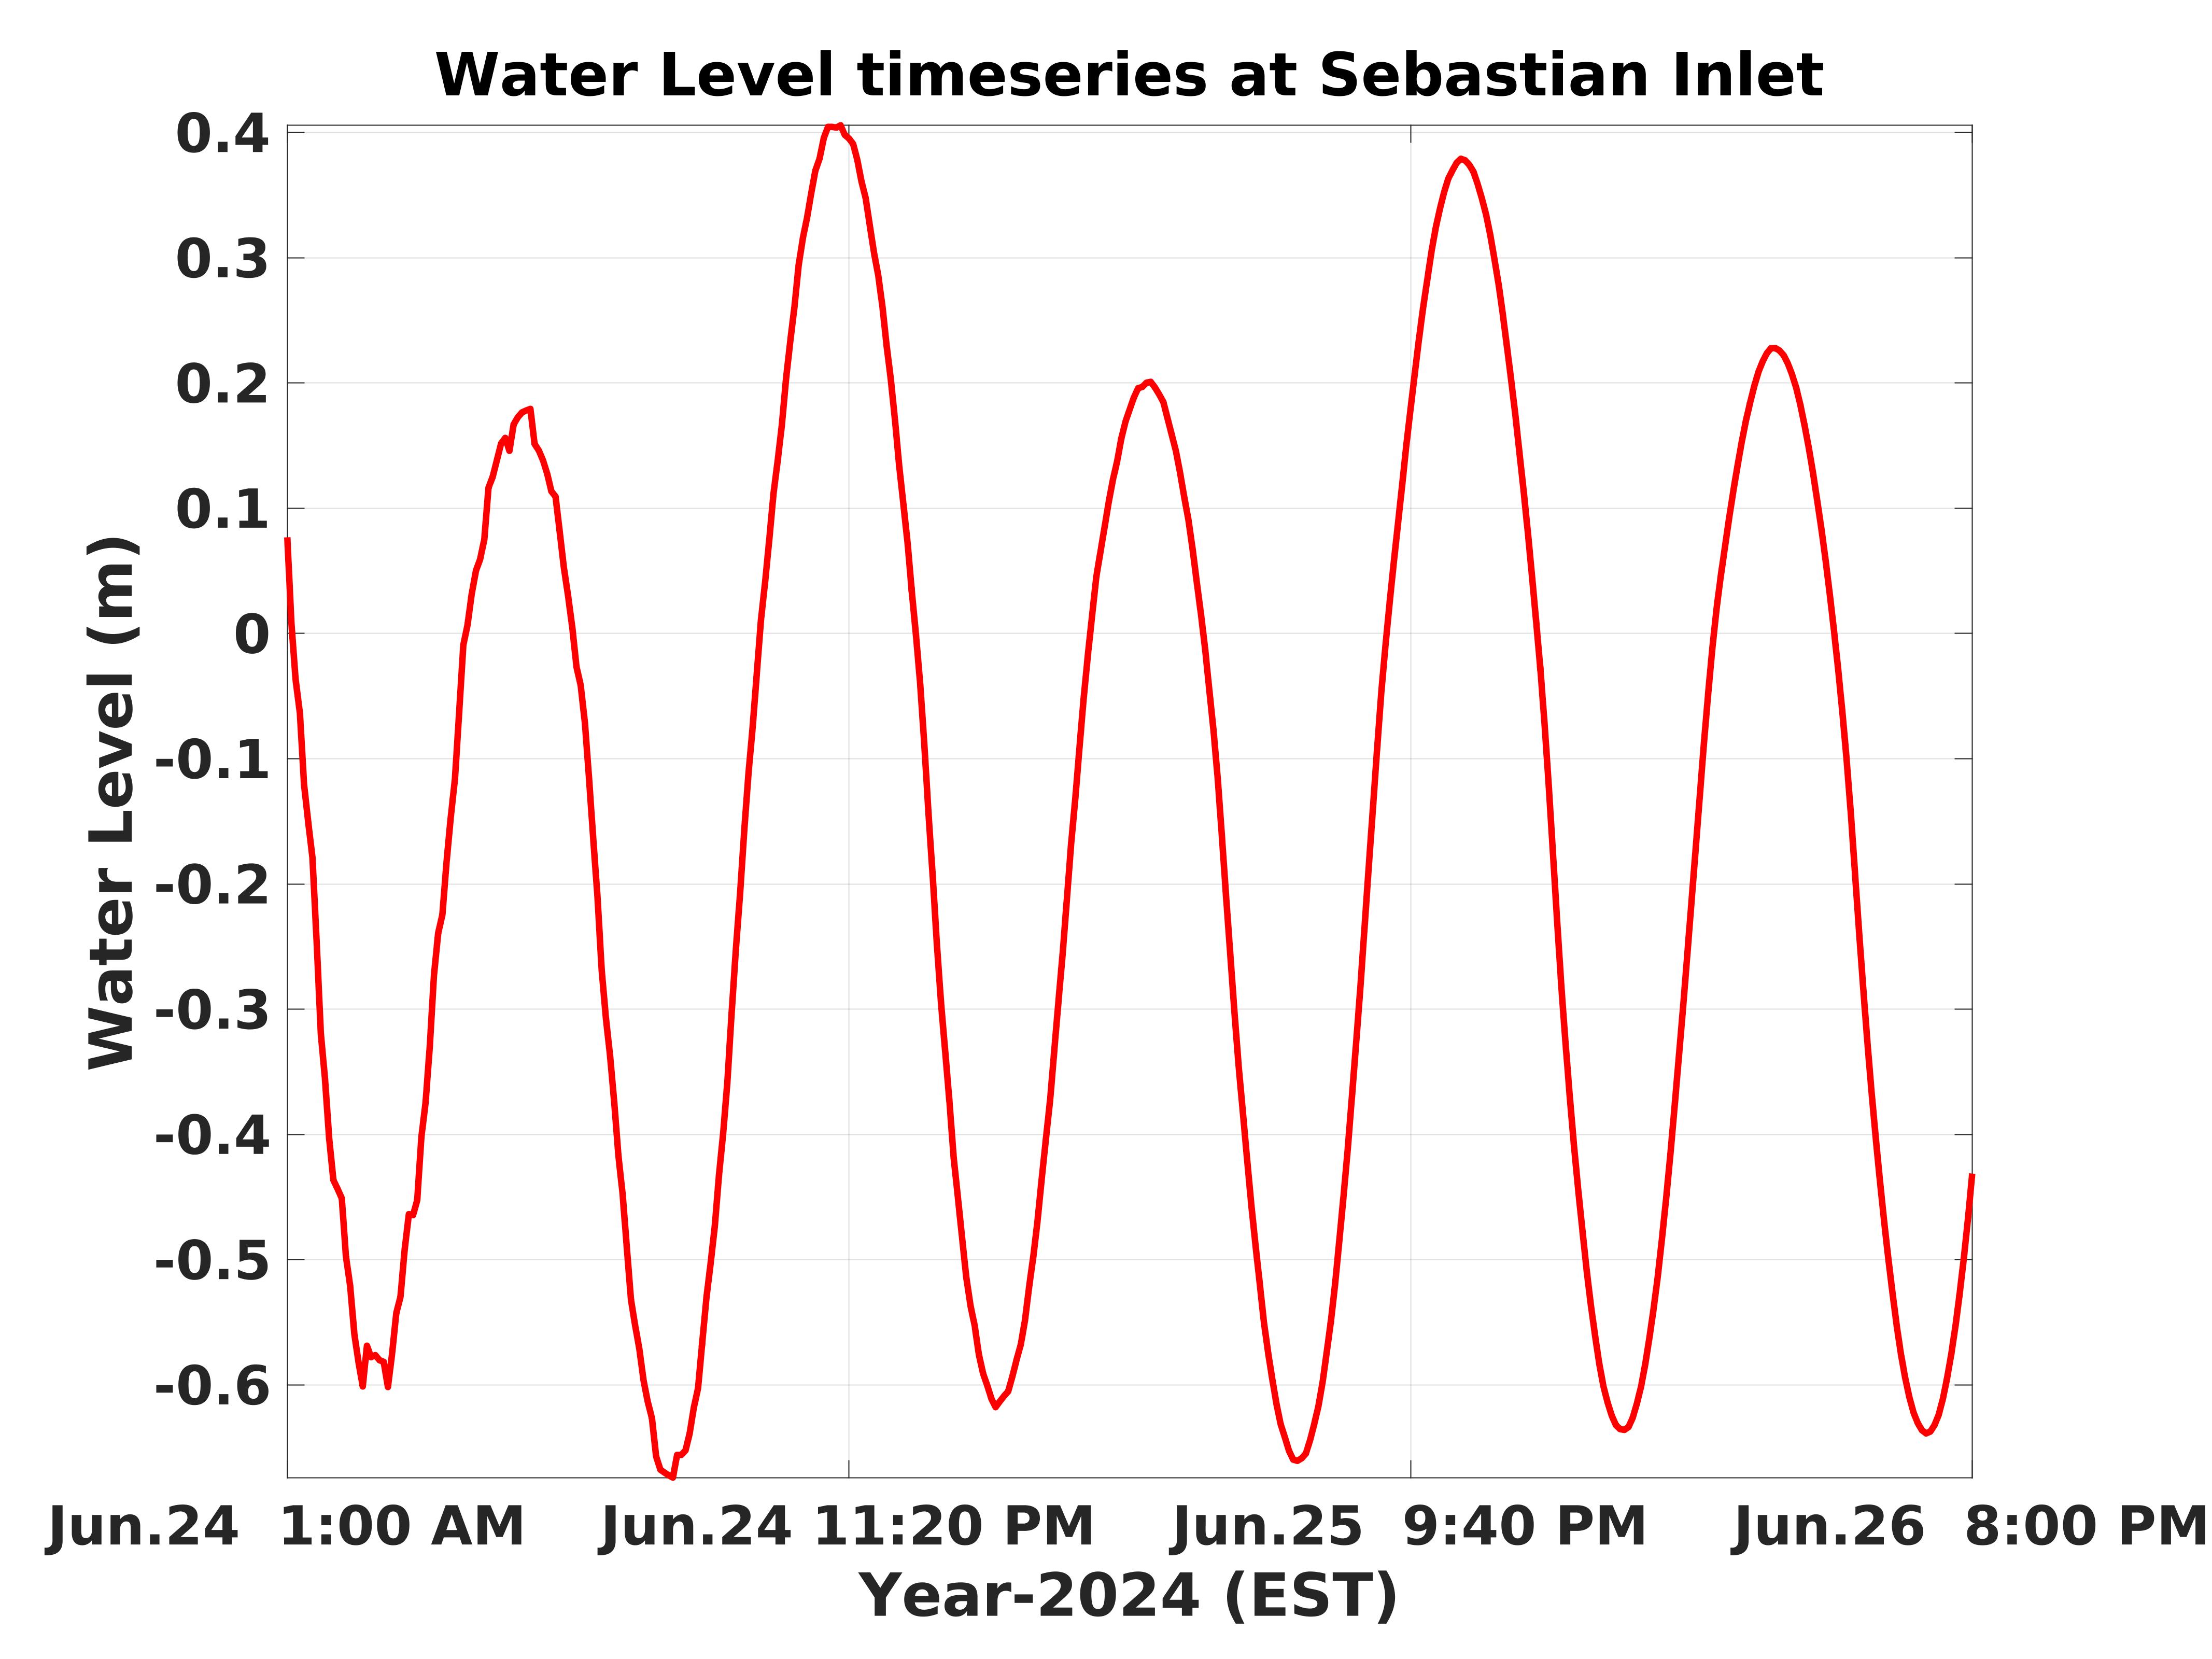 Water Level timeseries at Sebastian Inlet
0.4
0.3
0.2
0.1
0
-0.1
-0.2
-0.3
-0.4
-0.5
-0.6
Water Level (m)
Jun.24 1:00 AM Jun.24 11:20 PM Jun.25 9:40 PM Jun.26 8:00 PM
Year-2024 (EST)